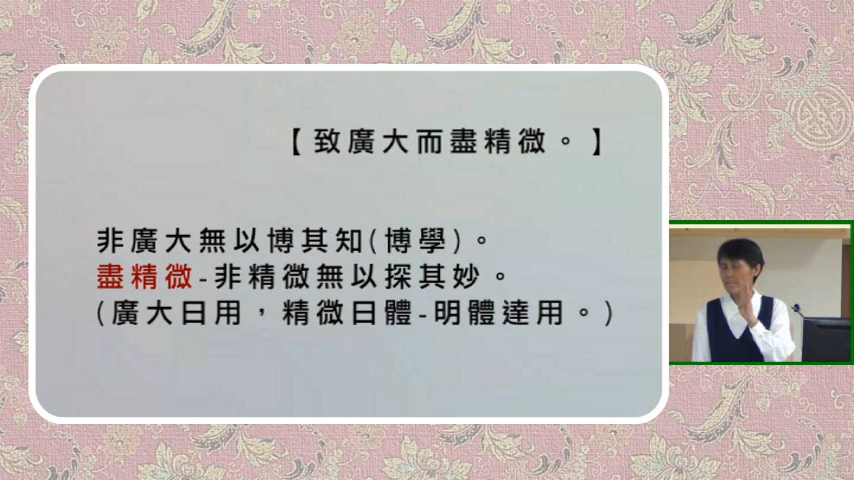 【致廣大而盡精微。】
非廣大無以博其知(博學)。
盡精微-非精微無以探其妙。
(廣大日用，精微日體-明體達用。)